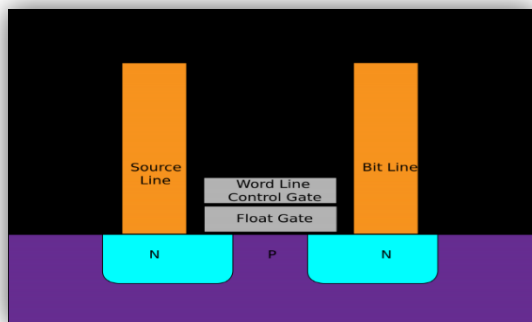 Source
Line
Word Line
Control Gate
Float Gate
Bit Line
N
P
N